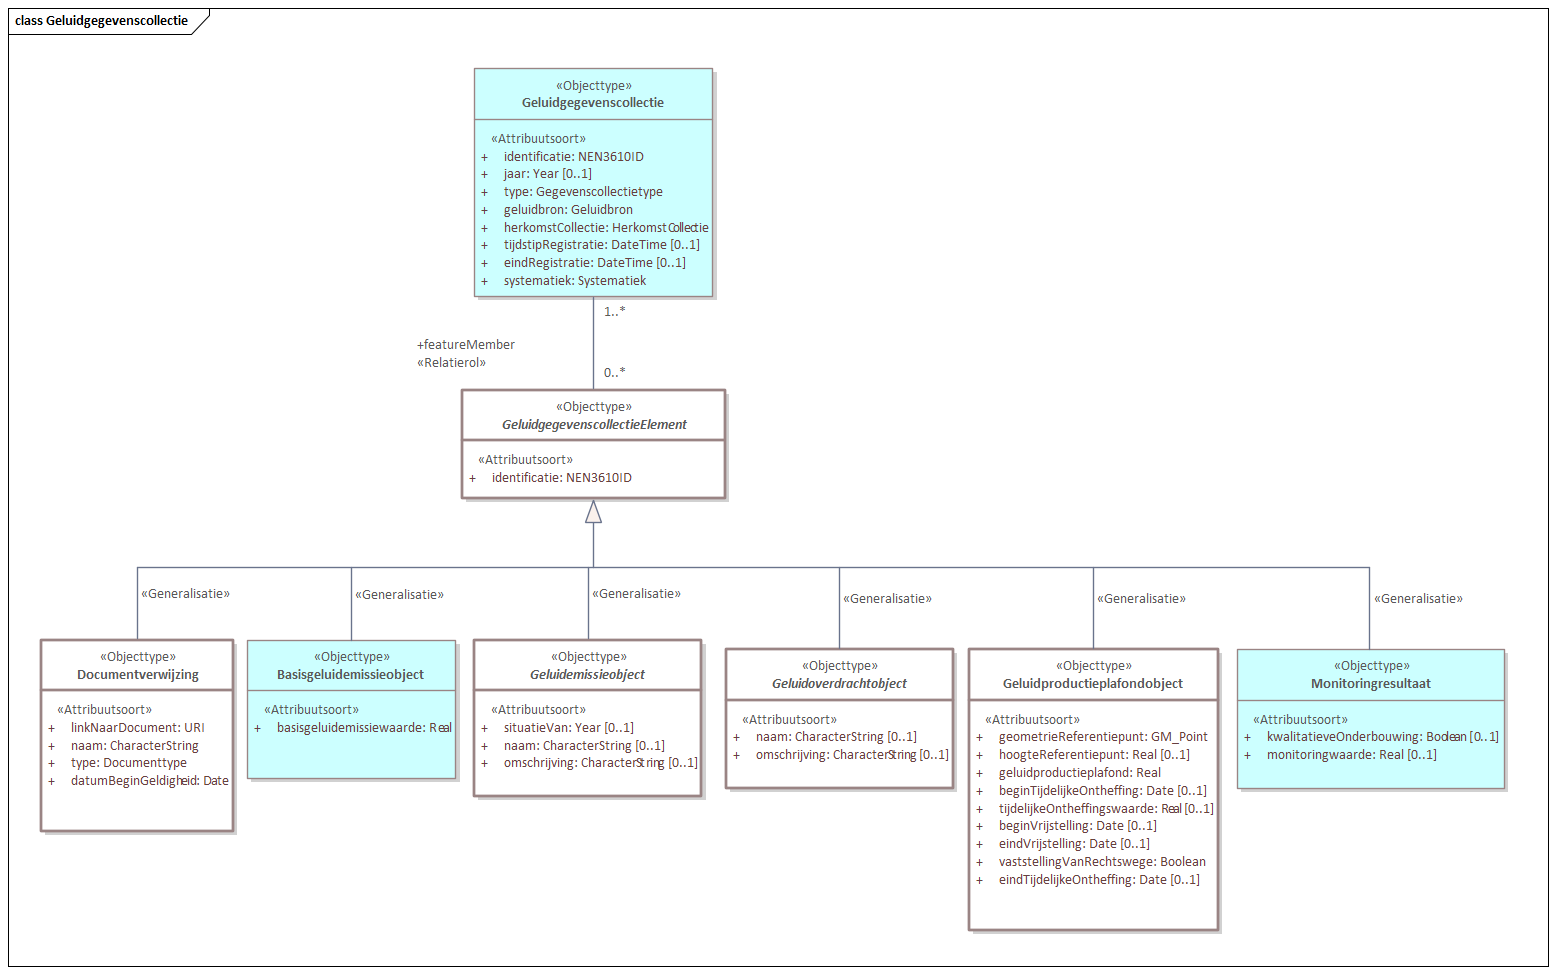 class Geluidgegevenscollectie
«Objecttype»
Geluidgegevenscollectie
«Attribuutsoort»
+ identificatie: NEN3610ID
+ jaar: Year [0..1]
+ type: Gegevenscollectietype
+ geluidbron: Geluidbron
+ herkomstCollectie: HerkomstCollectie
+ tijdstipRegistratie: DateTime [0..1]
+ eindRegistratie: DateTime [0..1]
+ systematiek: Systematiek
1..*
+featureMember
«Relatierol»
0..*
«Objecttype»
GeluidgegevenscollectieElement
«Attribuutsoort»
+ identificatie: NEN3610ID
«Generalisatie»
«Generalisatie»
«Generalisatie»
«Generalisatie»
«Generalisatie»
«Generalisatie»
«Objecttype»
Documentverwijzing
«Attribuutsoort»
+ linkNaarDocument: URI
+ naam: CharacterString
+ type: Documenttype
+ datumBeginGeldigheid: Date
«Objecttype»
Basisgeluidemissieobject
«Attribuutsoort»
+ basisgeluidemissiewaarde: Real
«Objecttype»
Geluidemissieobject
«Attribuutsoort»
+ situatieVan: Year [0..1]
+ naam: CharacterString [0..1]
+ omschrijving: CharacterString [0..1]
«Objecttype»
Geluidoverdrachtobject
«Attribuutsoort»
+ naam: CharacterString [0..1]
+ omschrijving: CharacterString [0..1]
«Objecttype»
Geluidproductieplafondobject
«Attribuutsoort»
+ geometrieReferentiepunt: GM_Point
+ hoogteReferentiepunt: Real [0..1]
+ geluidproductieplafond: Real
+ beginTijdelijkeOntheffing: Date [0..1]
+ tijdelijkeOntheffingswaarde: Real [0..1]
+ beginVrijstelling: Date [0..1]
+ eindVrijstelling: Date [0..1]
+ vaststellingVanRechtswege: Boolean
+ eindTijdelijkeOntheffing: Date [0..1]
«Objecttype»
Monitoringresultaat
«Attribuutsoort»
+ kwalitatieveOnderbouwing: Boolean [0..1]
+ monitoringwaarde: Real [0..1]